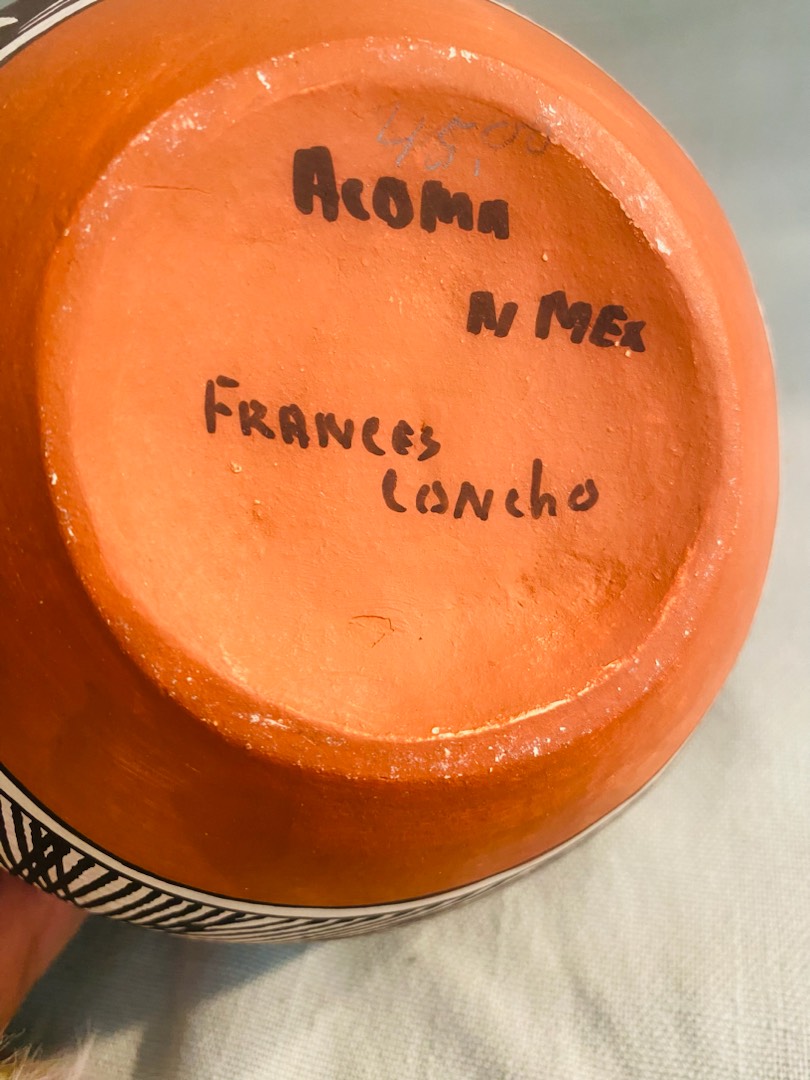 45.00
ACOMA
N MEX
FRANCES
CONchO